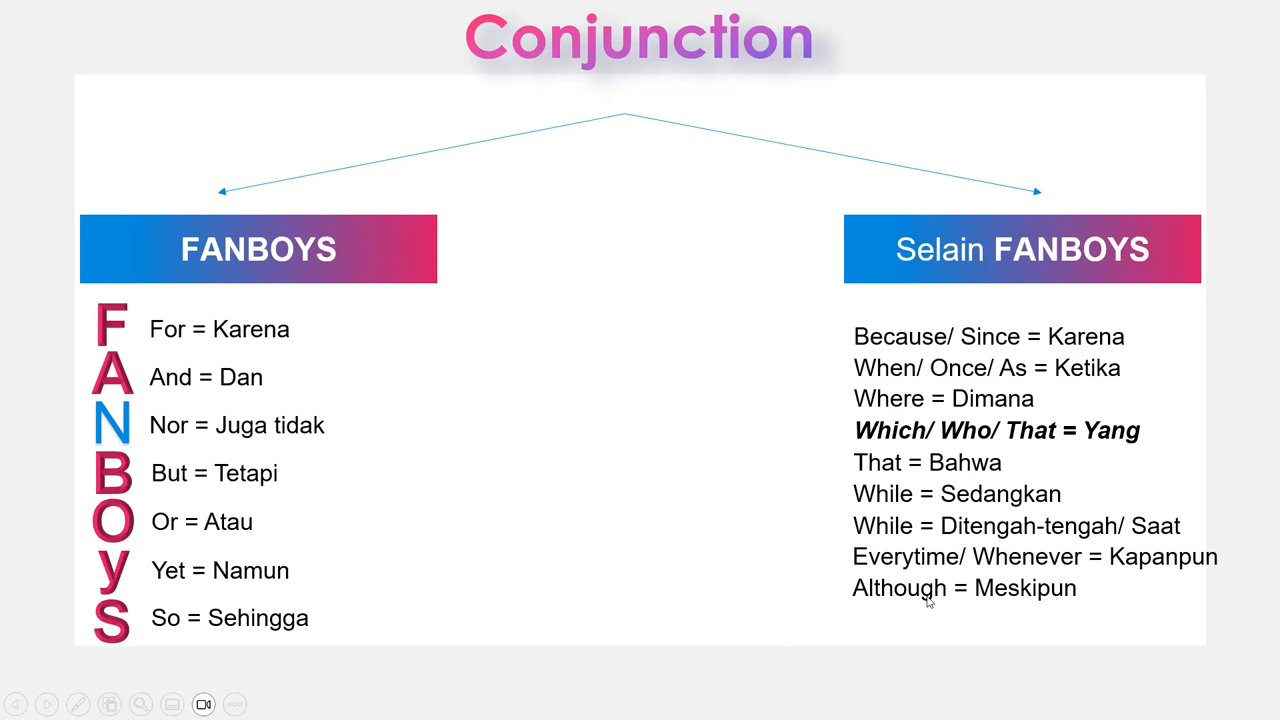 Conjunction
FANBOYS
F For = Karena
A And = Dan
N Nor = Juga tidak
B But = Tetapi
O Or = Atau
y Yet = Namun
S So = Sehingga
Selain FANBOYS
Because/ Since = Karena
When/ Once/ As = Ketika
Where = Dimana
Which/ Who/ That = Yang
That = Bahwa
While = Sedangkan
While = Ditengah-tengah/ Saat
Everytime/ Whenever = Kapanpun
Although = Meskipun